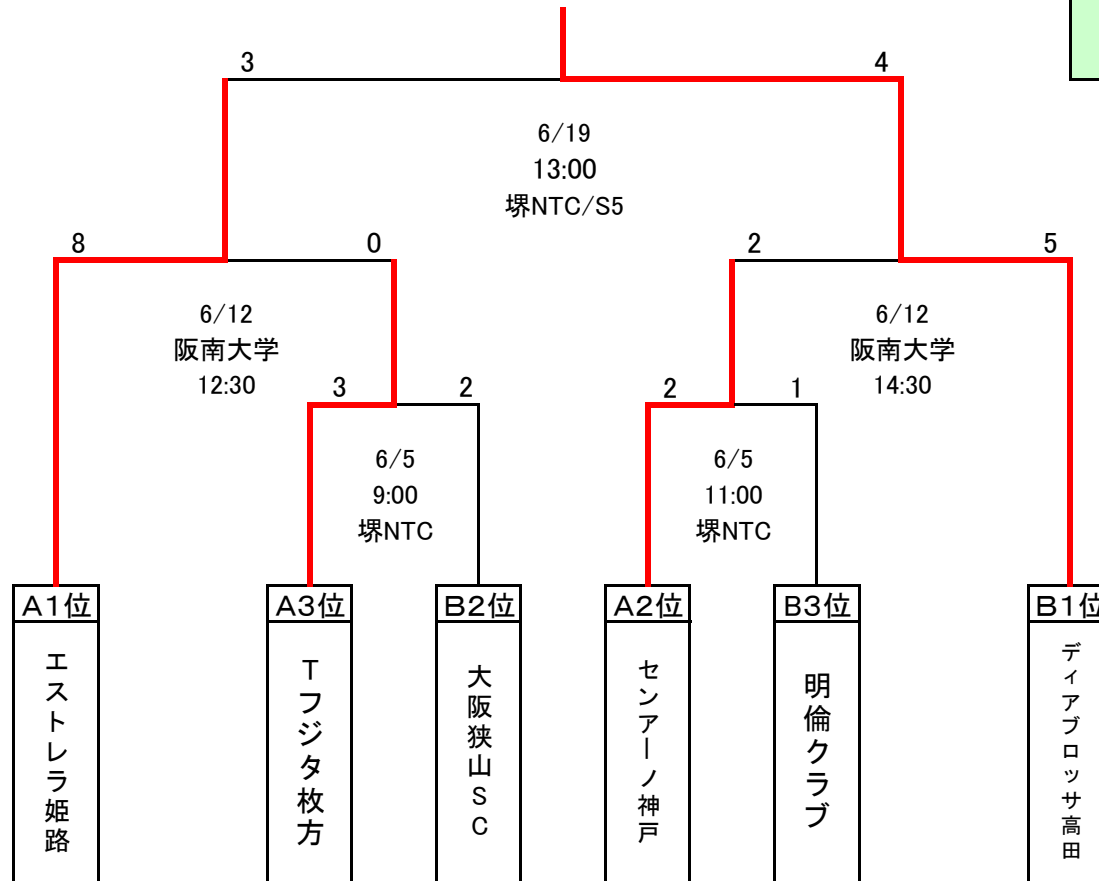 3 4
6/19
13:00
堺NTC/S5
8 0 2 5
6/12
阪南大学
12:30
6/12
阪南大学
14:30
3 2 2 1
6/5
9:00
堺NTC
6/5
11:00
堺NTC
A1位
A3位
B2位
A2位
B3位
B1位
エストレラ姫路
Tフジタ枚方
大阪狭山SC
センアーノ神戸
明倫クラブ
ディアブロッサ高田